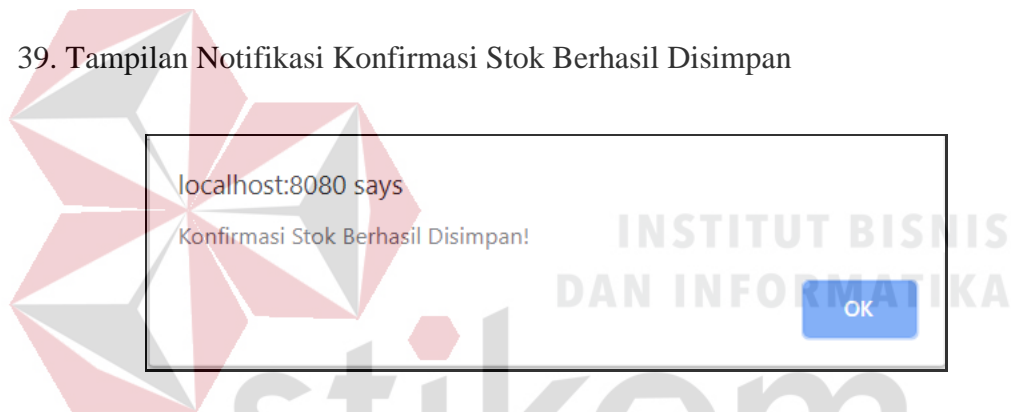 39. Tampilan Notifikasi Konfirmasi Stok Berhasil Disimpan
localhost:8080 says
Konfirmasi Stok Berhasil Disimpan!
INSTITUT BISNIS
DAN INFORMATIKA
OK
stikom